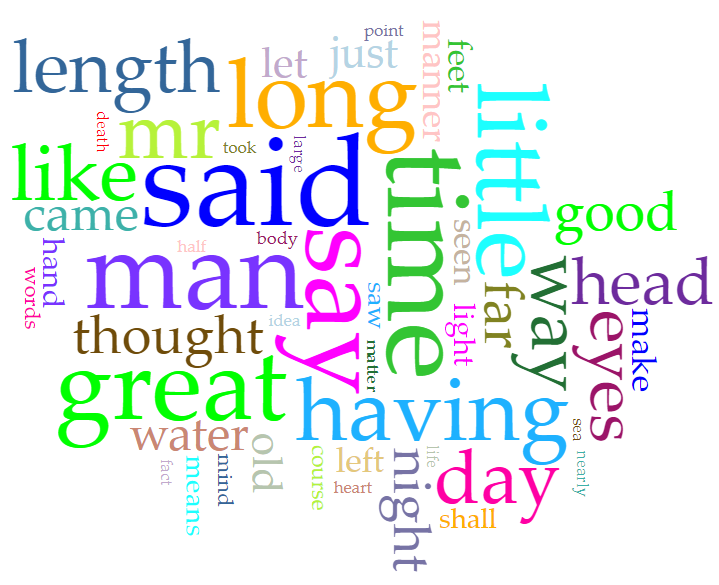 point
length
long
let
just
manner
feet
death
mr
took
large
little
like
said
time
came
good
hand
half
body
say
seen
man
head
words
thought
idea
saw
light
far
way
eyes
make
matter
great
having
water
old
course
left
night
life
day
sea
nearly
fact
means
mind
heart
shall